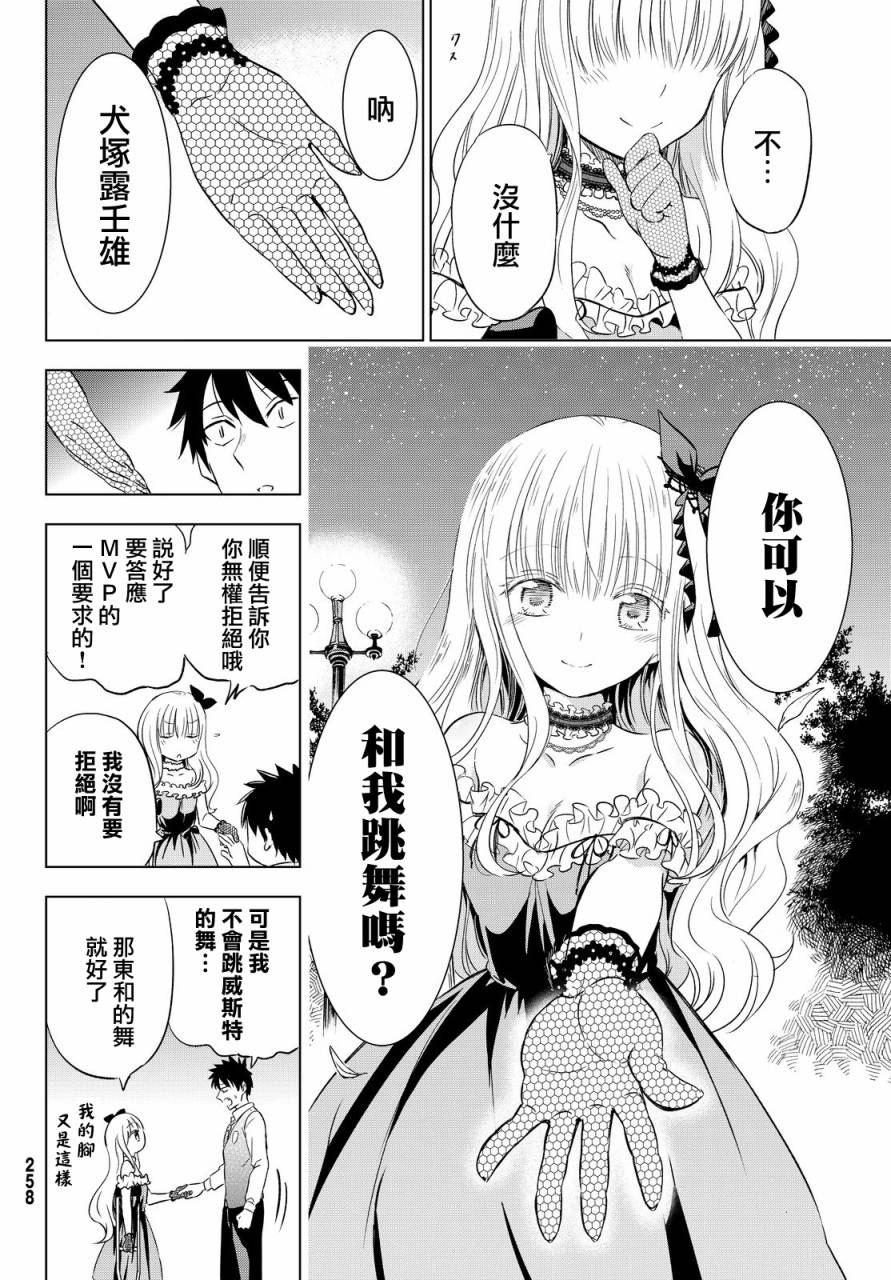 クス
不…
沒什麼
吶
犬塚露壬雄
你可以
和我跳舞嗎？
順便告訴你
你無權拒絕哦
說好了
要答應
MVP的
一個要求的！
我沒有要
拒絕啊
可是我
不會跳威斯特
的舞…
那東和的舞
就好了
我的腳
又是這樣
258